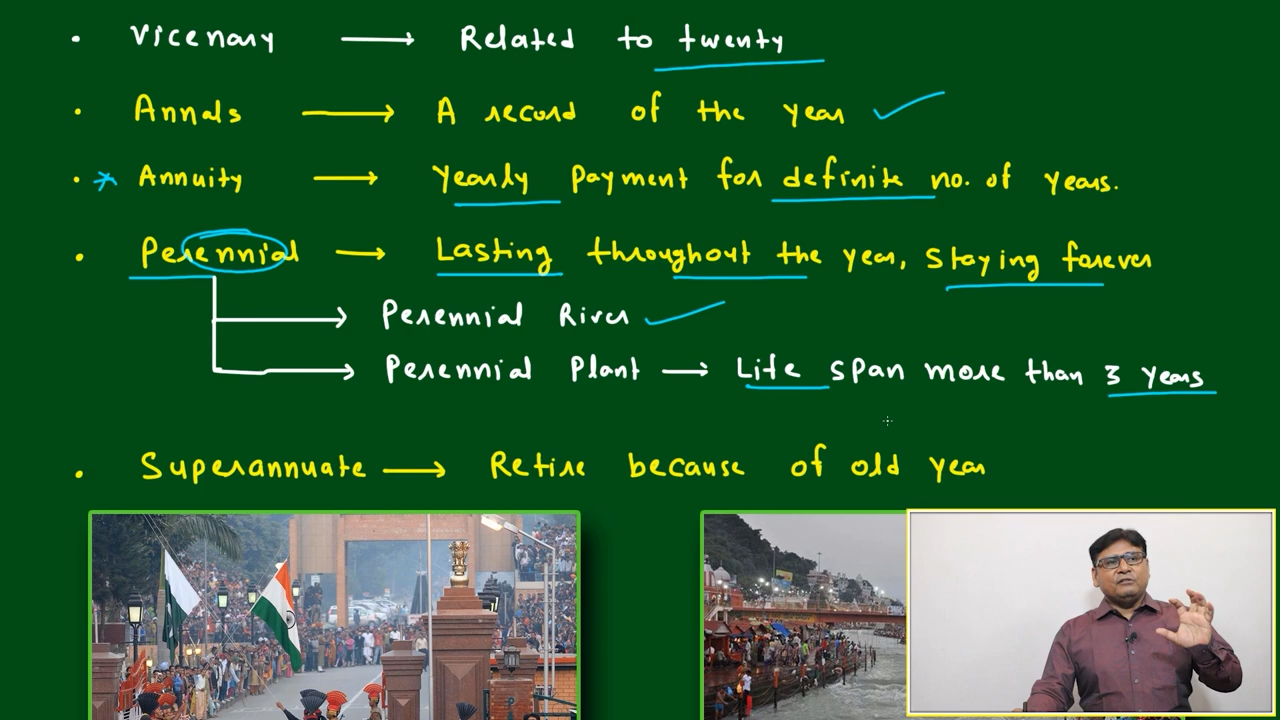 • Vicenary → Related to twenty
• Annals → A record of the year ✓
• * Annuity → Yearly payment for definite no. of years.
• Perennial → Lasting throughout the year, staying forever
→ Perennial River ✓
→ Perennial Plant → Life span more than 3 years
• Superannuate → Retire because of old year